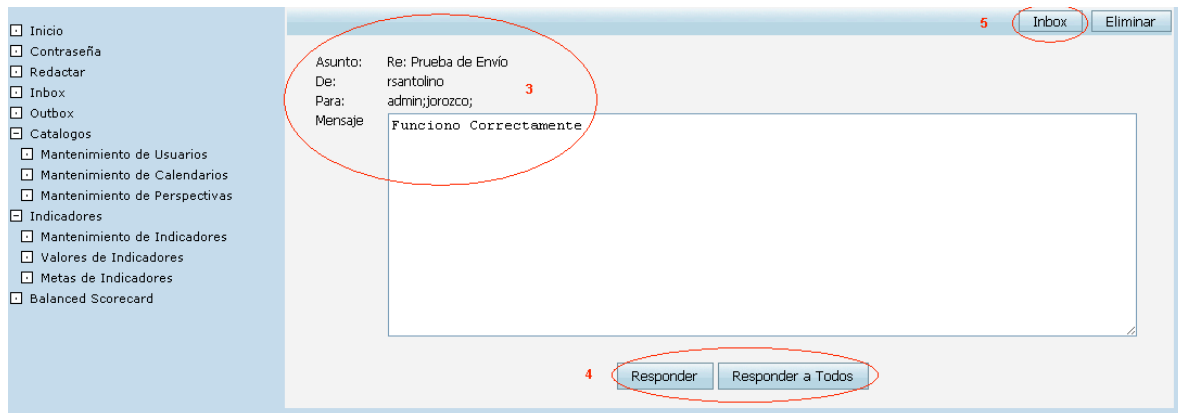 Inicio
Contraseña
Redactar
Inbox
Outbox
Catalogos
Mantenimiento de Usuarios
Mantenimiento de Calendarios
Mantenimiento de Perspectivas
Indicadores
Mantenimiento de Indicadores
Valores de Indicadores
Metas de Indicadores
Balanced Scorecard
5 Inbox Eliminar
Asunto: Re: Prueba de Envío
De: rsantolino
3
Para: admin;jorozco;
Mensaje Funciono Correctamente
4 Responder Responder a Todos